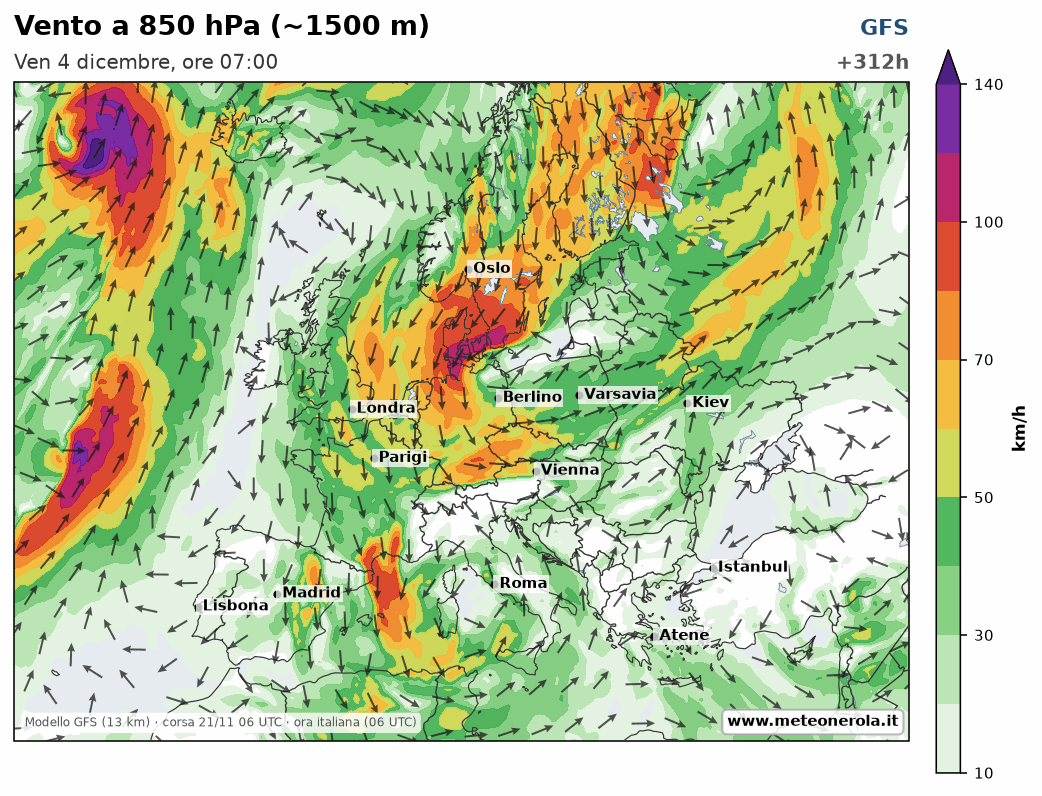 Vento a 850 hPa (~1500 m)
GFS
Ven 4 dicembre, ore 07:00
+312h
140
100
70
50
30
10
km/h
Oslo
Londra
Berlino
Varsavia
Kiev
Parigi
Vienna
Istanbul
Roma
Madrid
Lisbona
Atene
Modello GFS (13 km) · corsa 21/11 06 UTC · ora italiana (06 UTC)
www.meteonerola.it